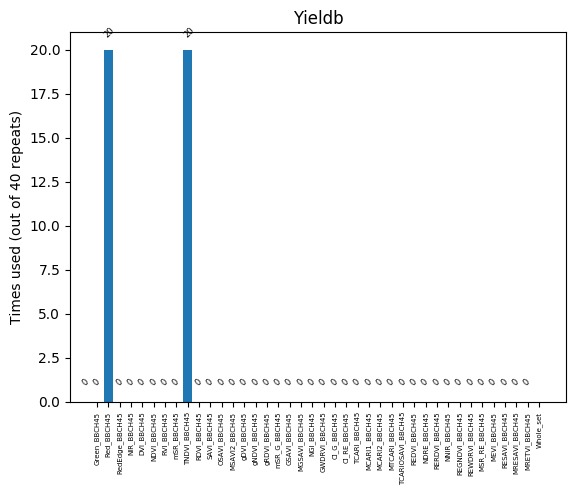 Yieldb
Times used (out of 40 repeats)
20.0
17.5
15.0
12.5
10.0
7.5
5.0
2.5
0.0
0 0 20 0 0 0 0 0 0 20 0 0 0 0 0 0 0 0 0 0 0 0 0 0 0 0 0 0 0 0 0 0 0 0 0 0 0 0 0 0
Green_BBCH45
Red_BBCH45
RedEdge_BBCH45
NIR_BBCH45
DVI_BBCH45
NDVI_BBCH45
RVI_BBCH45
mSR_BBCH45
TNDVI_BBCH45
RDVI_BBCH45
SAVI_BBCH45
OSAVI_BBCH45
MSAVI2_BBCH45
gDVI_BBCH45
gNDVI_BBCH45
gRDVI_BBCH45
mSR_G_BBCH45
GSAVI_BBCH45
MGSAVI_BBCH45
NGI_BBCH45
GWDRVI_BBCH45
CI_G_BBCH45
CI_RE_BBCH45
TCARI_BBCH45
MCARI1_BBCH45
MCARI2_BBCH45
MTCARI_BBCH45
TCARIOSAVI_BBCH45
REDVI_BBCH45
NDRE_BBCH45
RERDVI_BBCH45
NNIR_BBCH45
REGNDVI_BBCH45
REWDRVI_BBCH45
MSR_RE_BBCH45
MEVI_BBCH45
RESAVI_BBCH45
MRESAVI_BBCH45
MRETVI_BBCH45
Whole_set